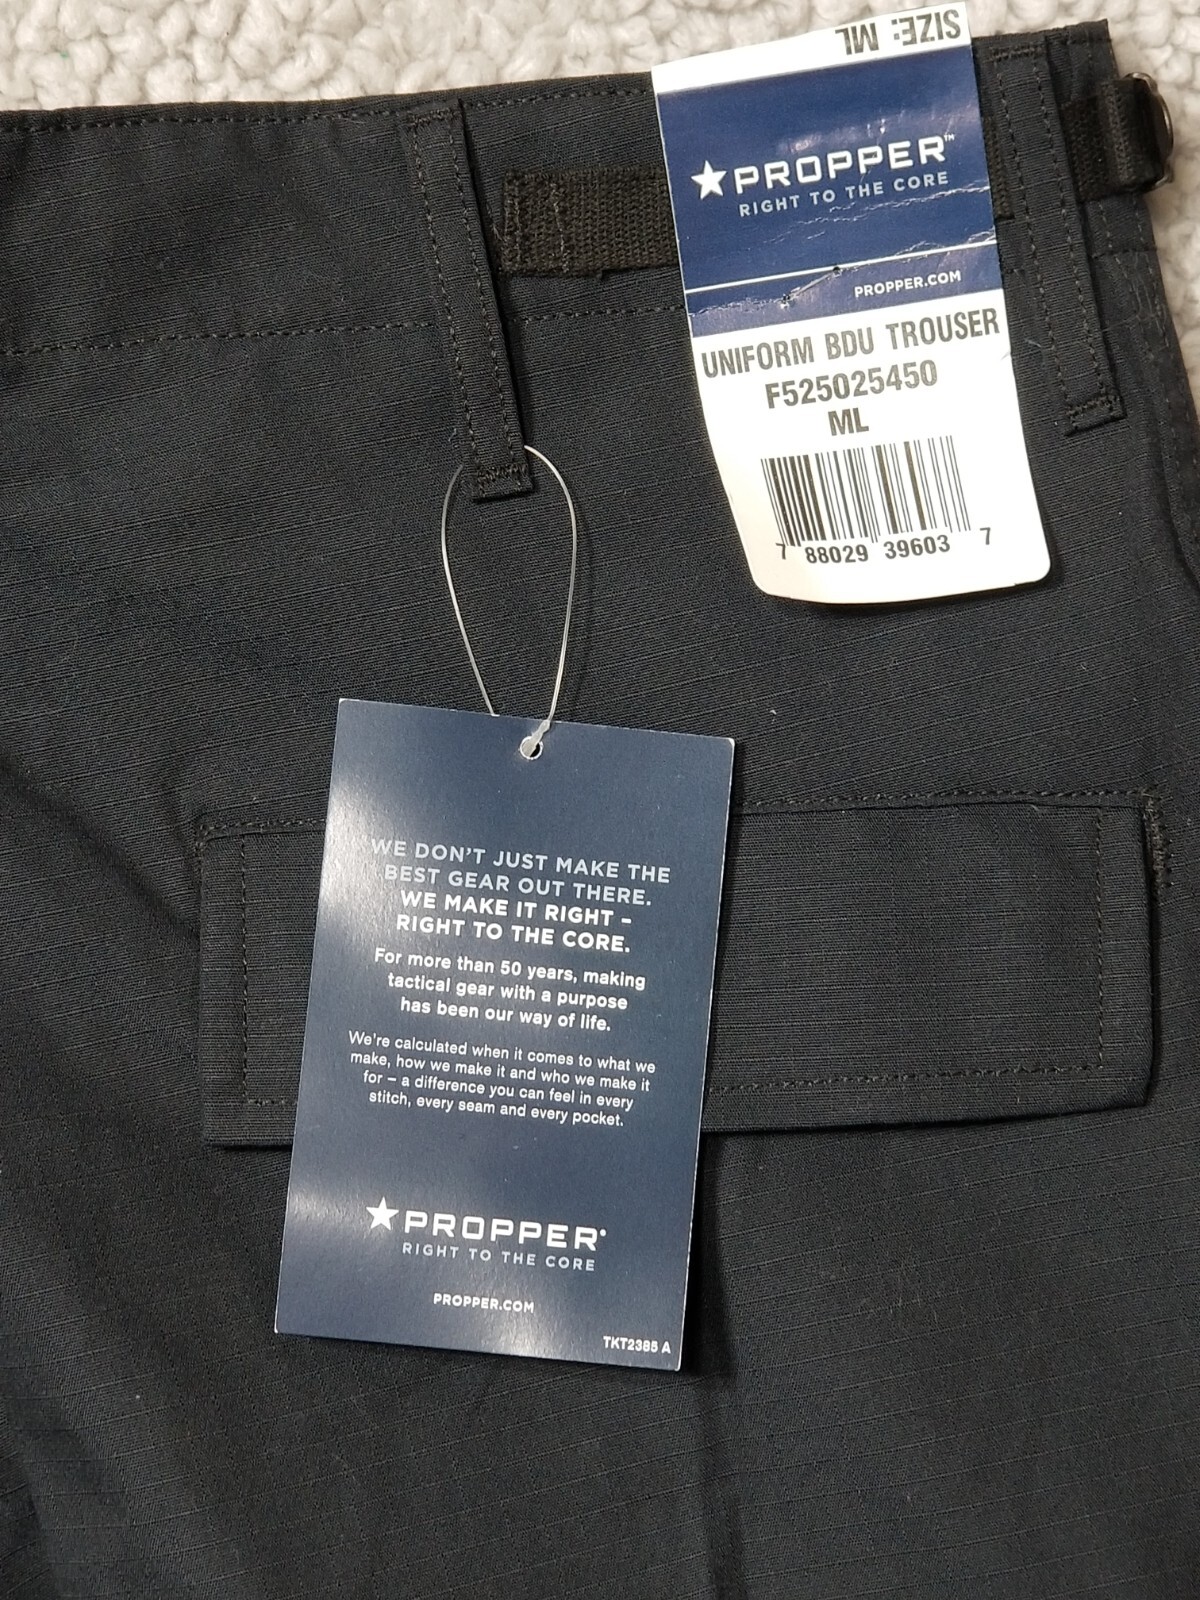 SIZE: ML
PROPPER™
RIGHT TO THE CORE
PROPPER.COM
UNIFORM BDU TROUSER
F525025450
ML
7 88029 39603 7
WE DON'T JUST MAKE THE
BEST GEAR OUT THERE.
WE MAKE IT RIGHT –
RIGHT TO THE CORE.
For more than 50 years, making
tactical gear with a purpose
has been our way of life.
We're calculated when it comes to what we
make, how we make it and who we make it
for – a difference you can feel in every
stitch, every seam and every pocket.
PROPPER®
RIGHT TO THE CORE
PROPPER.COM
TKT2385 A